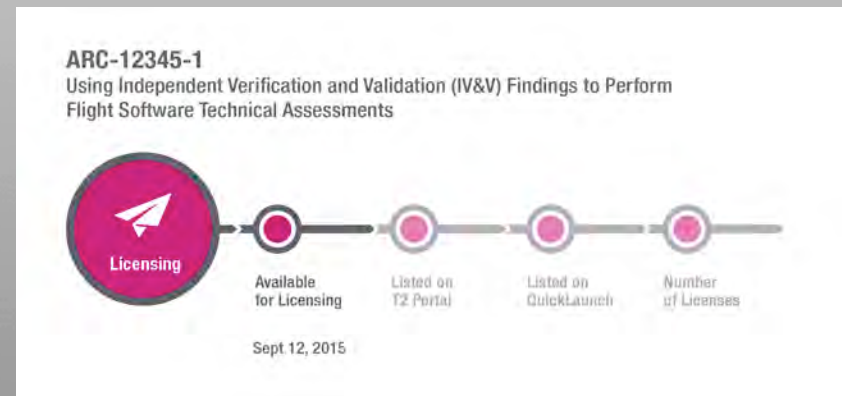 ARC-12345-1
Using Independent Verification and Validation (IV&V) Findings to Perform
Flight Software Technical Assessments
Licensing
Available
for Licensing
Sept 12, 2015
Listed on
T2 Portal
Listed on
QuickLaunch
Number
of Licenses